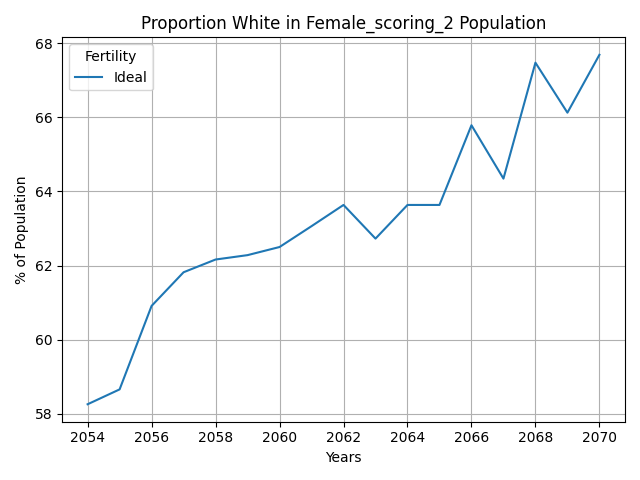 Proportion White in Female_scoring_2 Population
Fertility
Ideal
% of Population
68
66
64
62
60
58
2054 2056 2058 2060 2062 2064 2066 2068 2070
Years